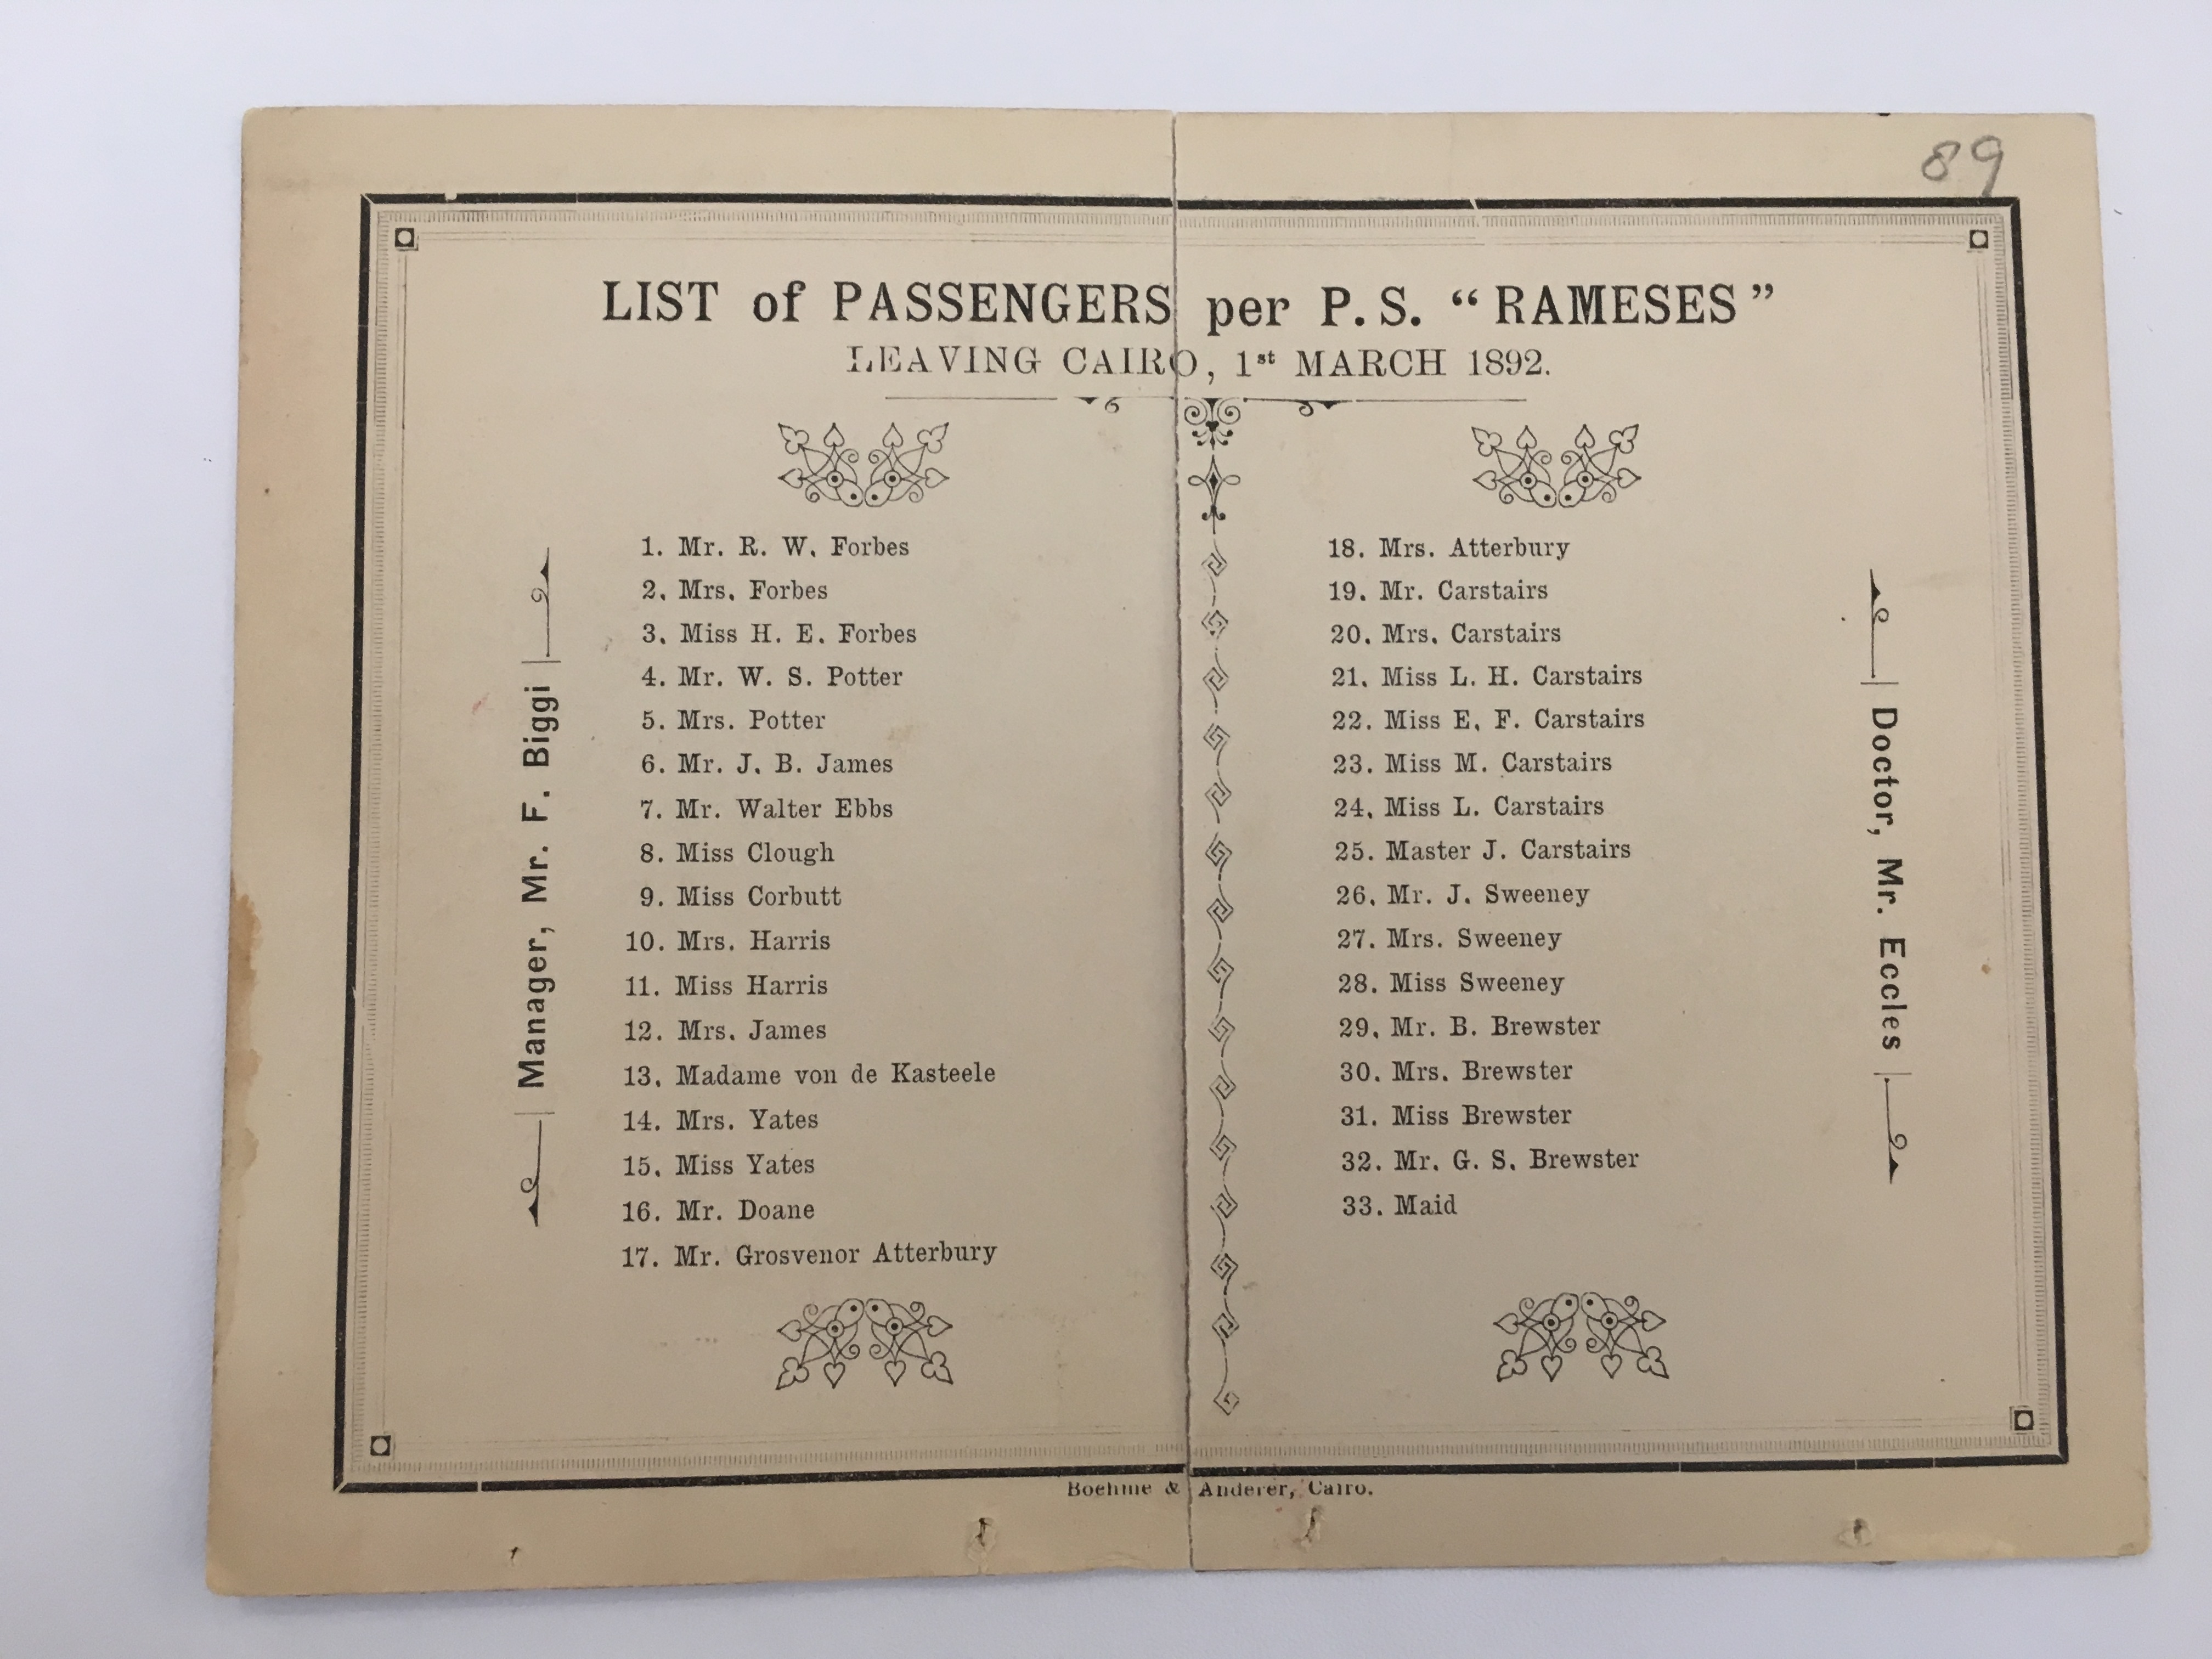 89
LIST of PASSENGERS per P. S. “RAMESES”
LEAVING CAIRO, 1st MARCH 1892.
Manager, Mr. F. Biggi
1. Mr. R. W. Forbes
2. Mrs. Forbes
3. Miss H. E. Forbes
4. Mr. W. S. Potter
5. Mrs. Potter
6. Mr. J. B. James
7. Mr. Walter Ebbs
8. Miss Clough
9. Miss Corbutt
10. Mrs. Harris
11. Miss Harris
12. Mrs. James
13. Madame von de Kasteele
14. Mrs. Yates
15. Miss Yates
16. Mr. Doane
17. Mr. Grosvenor Atterbury
18. Mrs. Atterbury
19. Mr. Carstairs
20. Mrs. Carstairs
21. Miss L. H. Carstairs
22. Miss E. F. Carstairs
23. Miss M. Carstairs
24. Miss L. Carstairs
25. Master J. Carstairs
26. Mr. J. Sweeney
27. Mrs. Sweeney
28. Miss Sweeney
29. Mr. B. Brewster
30. Mrs. Brewster
31. Miss Brewster
32. Mr. G. S. Brewster
33. Maid
Doctor, Mr. Eccles
Boehme & Anderer, Cairo.